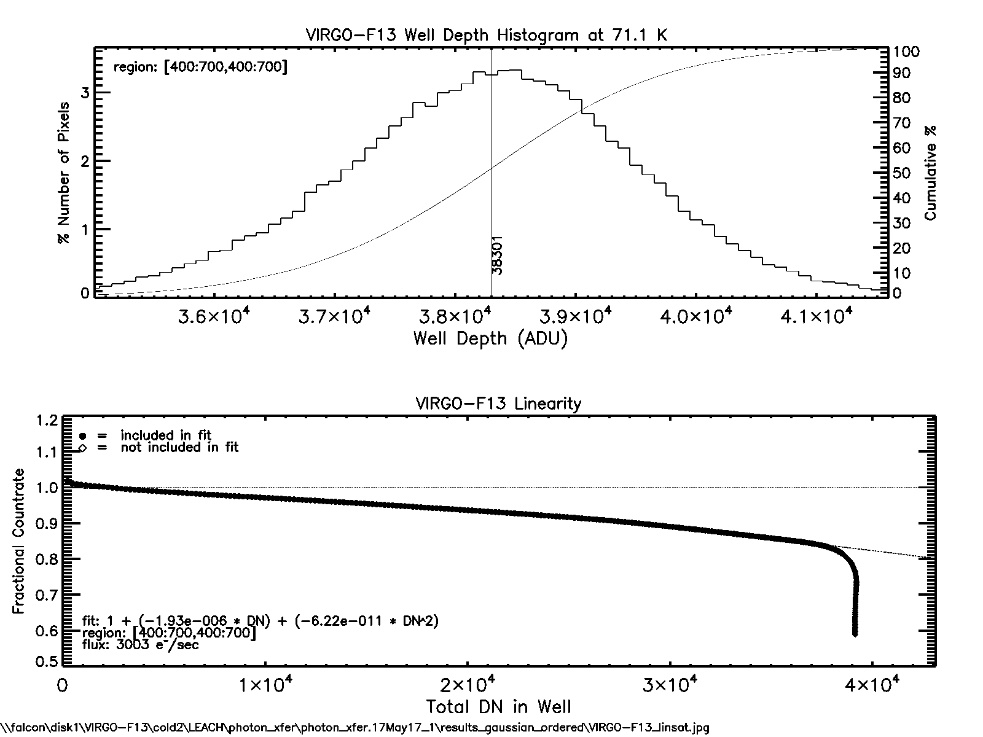 VIRGO-F13 Well Depth Histogram at 71.1 K
region: [400:700,400:700]
% Number of Pixels
3
2
1
0
100
90
80
70
60
50
40
30
20
10
0
Cumulative %
38301
3.6×10⁴ 3.7×10⁴ 3.8×10⁴ 3.9×10⁴ 4.0×10⁴ 4.1×10⁴
Well Depth (ADU)
VIRGO-F13 Linearity
● = included in fit
◇ = not included in fit
Fractional Countrate
1.2
1.1
1.0
0.9
0.8
0.7
0.6
0.5
fit: 1 + (-1.93e-006 * DN) + (-6.22e-011 * DN^2)
region: [400:700,400:700]
flux: 3003 e⁻/sec
0 1×10⁴ 2×10⁴ 3×10⁴ 4×10⁴
Total DN in Well
\\falcon\disk1\VIRGO-F13\cold2\LEACH\photon_xfer\photon_xfer.17May17_1\results_gaussian_ordered\VIRGO-F13_linsat.jpg